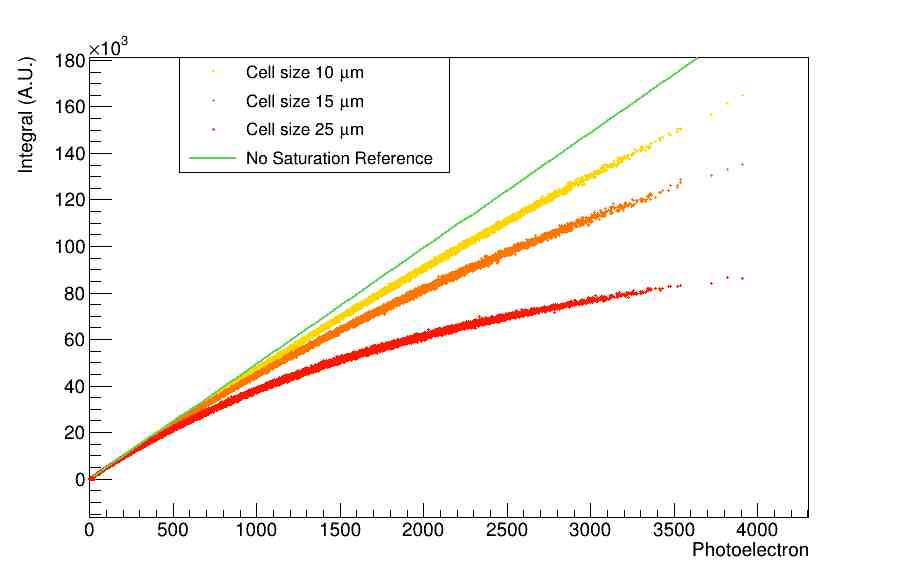 ×10³
Integral (A.U.)
180
160
140
120
100
80
60
40
20
0
Cell size 10 μm
Cell size 15 μm
Cell size 25 μm
No Saturation Reference
0 500 1000 1500 2000 2500 3000 3500 4000
Photoelectron